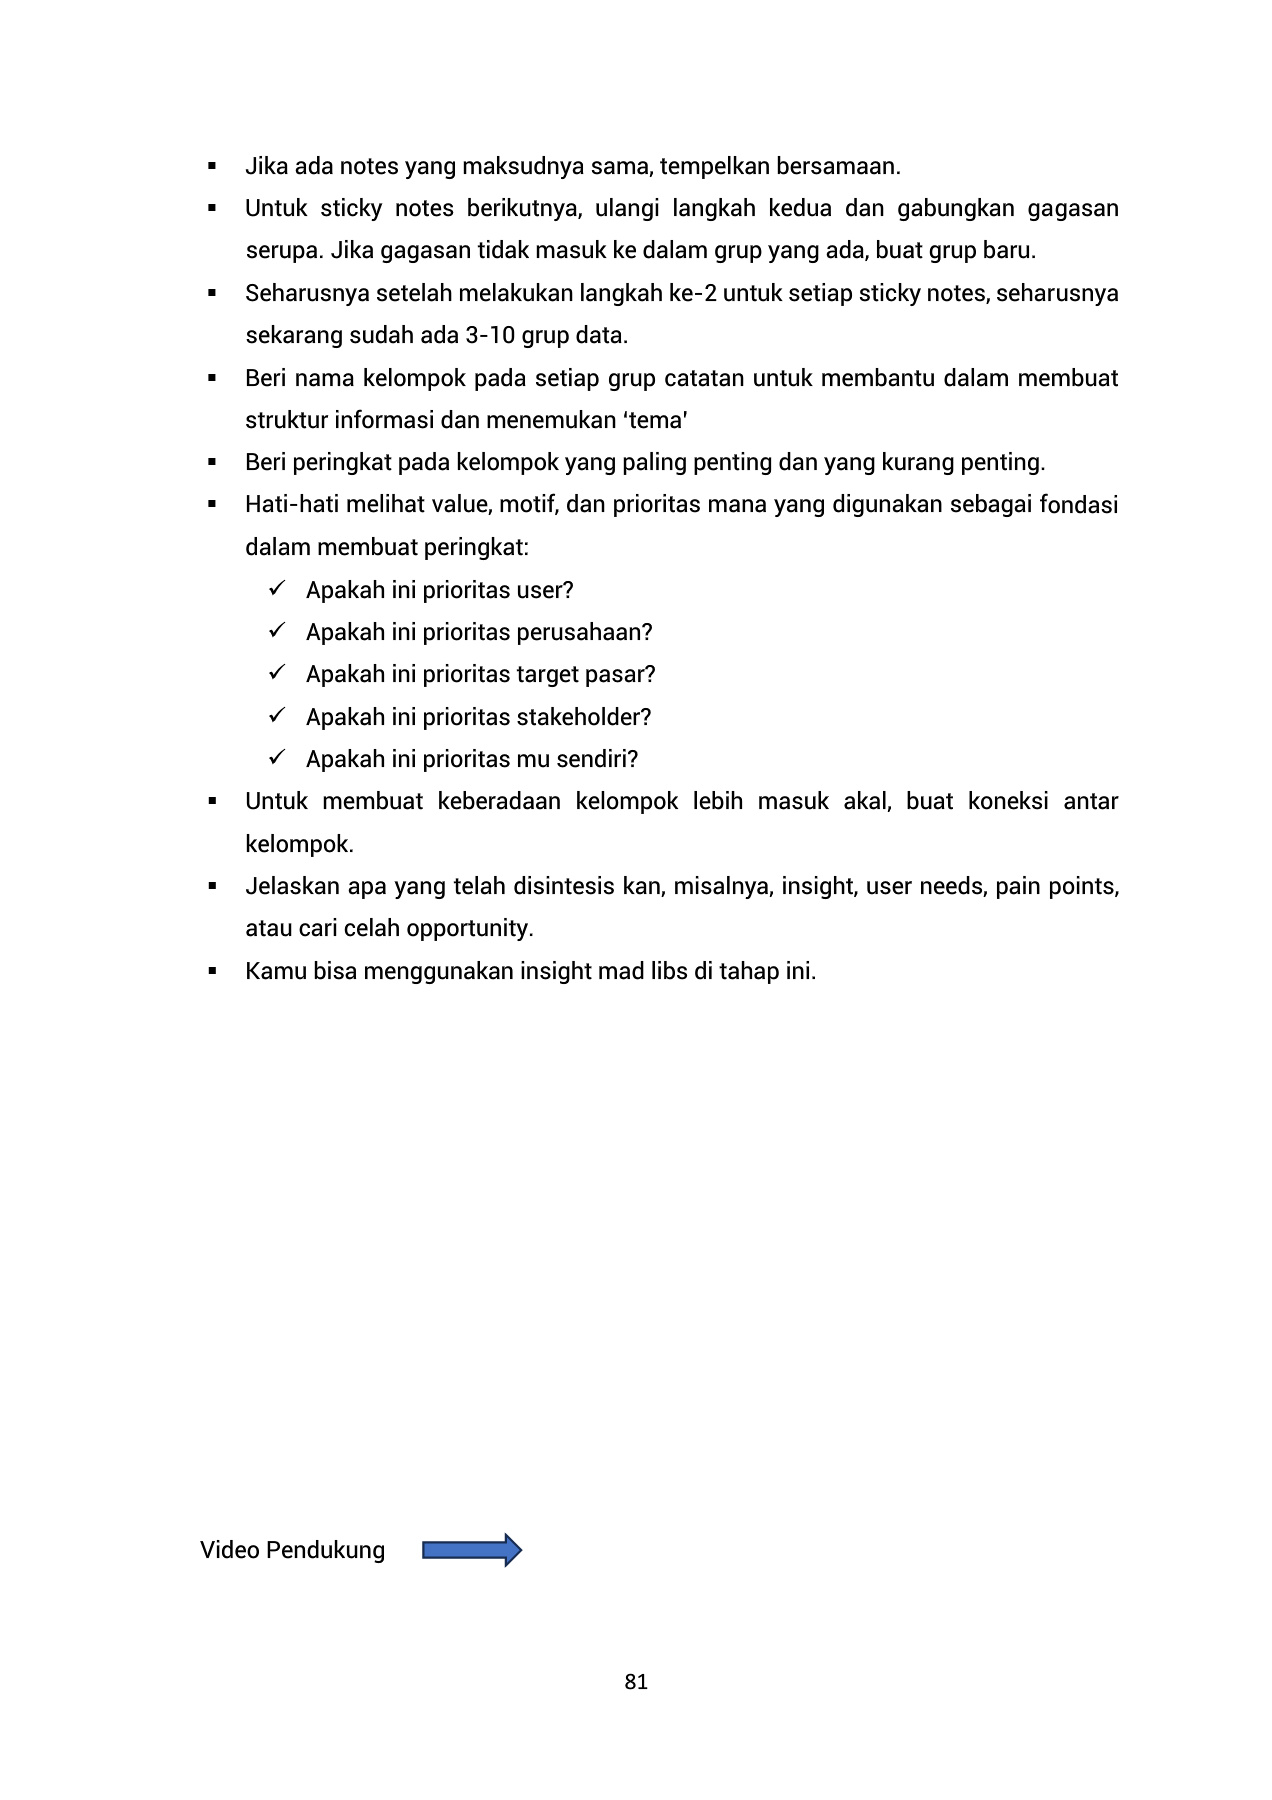 ▪ Jika ada notes yang maksudnya sama, tempelkan bersamaan.
▪ Untuk sticky notes berikutnya, ulangi langkah kedua dan gabungkan gagasan
serupa. Jika gagasan tidak masuk ke dalam grup yang ada, buat grup baru.
▪ Seharusnya setelah melakukan langkah ke-2 untuk setiap sticky notes, seharusnya
sekarang sudah ada 3-10 grup data.
▪ Beri nama kelompok pada setiap grup catatan untuk membantu dalam membuat
struktur informasi dan menemukan ‘tema’
▪ Beri peringkat pada kelompok yang paling penting dan yang kurang penting.
▪ Hati-hati melihat value, motif, dan prioritas mana yang digunakan sebagai fondasi
dalam membuat peringkat:
✓ Apakah ini prioritas user?
✓ Apakah ini prioritas perusahaan?
✓ Apakah ini prioritas target pasar?
✓ Apakah ini prioritas stakeholder?
✓ Apakah ini prioritas mu sendiri?
▪ Untuk membuat keberadaan kelompok lebih masuk akal, buat koneksi antar
kelompok.
▪ Jelaskan apa yang telah disintesis kan, misalnya, insight, user needs, pain points,
atau cari celah opportunity.
▪ Kamu bisa menggunakan insight mad libs di tahap ini.
Video Pendukung
81